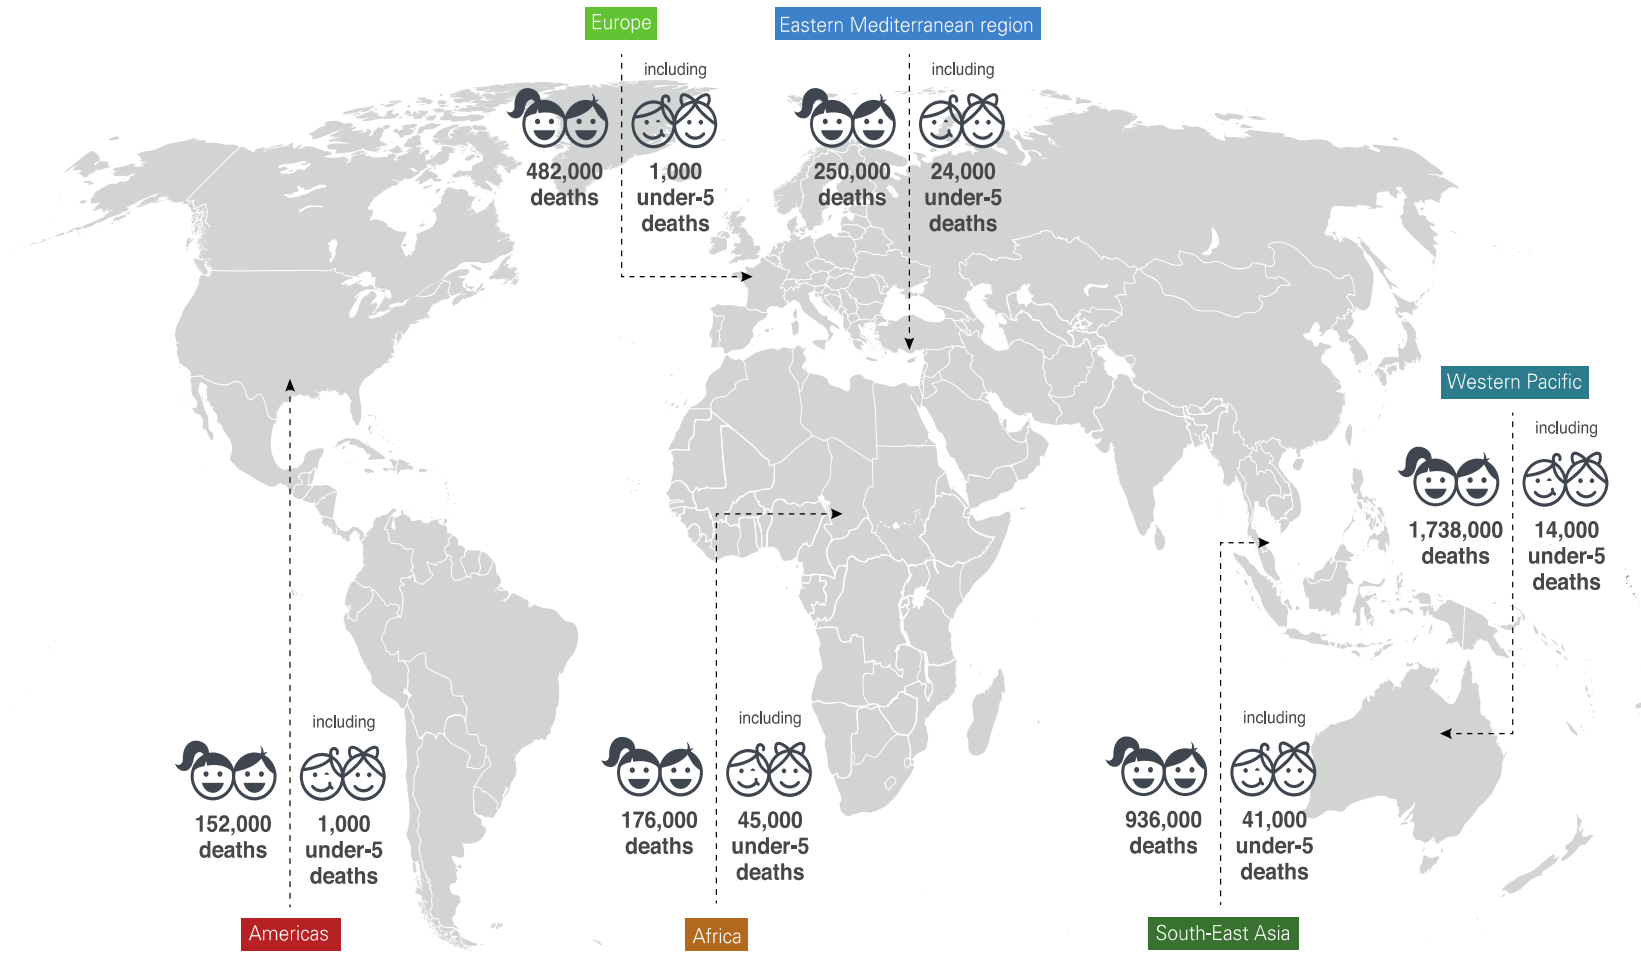 Europe
including
482,000
deaths
1,000
under-5
deaths
Eastern Mediterranean region
including
250,000
deaths
24,000
under-5
deaths
Western Pacific
including
1,738,000
deaths
14,000
under-5
deaths
including
152,000
deaths
1,000
under-5
deaths
Americas
including
176,000
deaths
45,000
under-5
deaths
Africa
including
936,000
deaths
41,000
under-5
deaths
South-East Asia